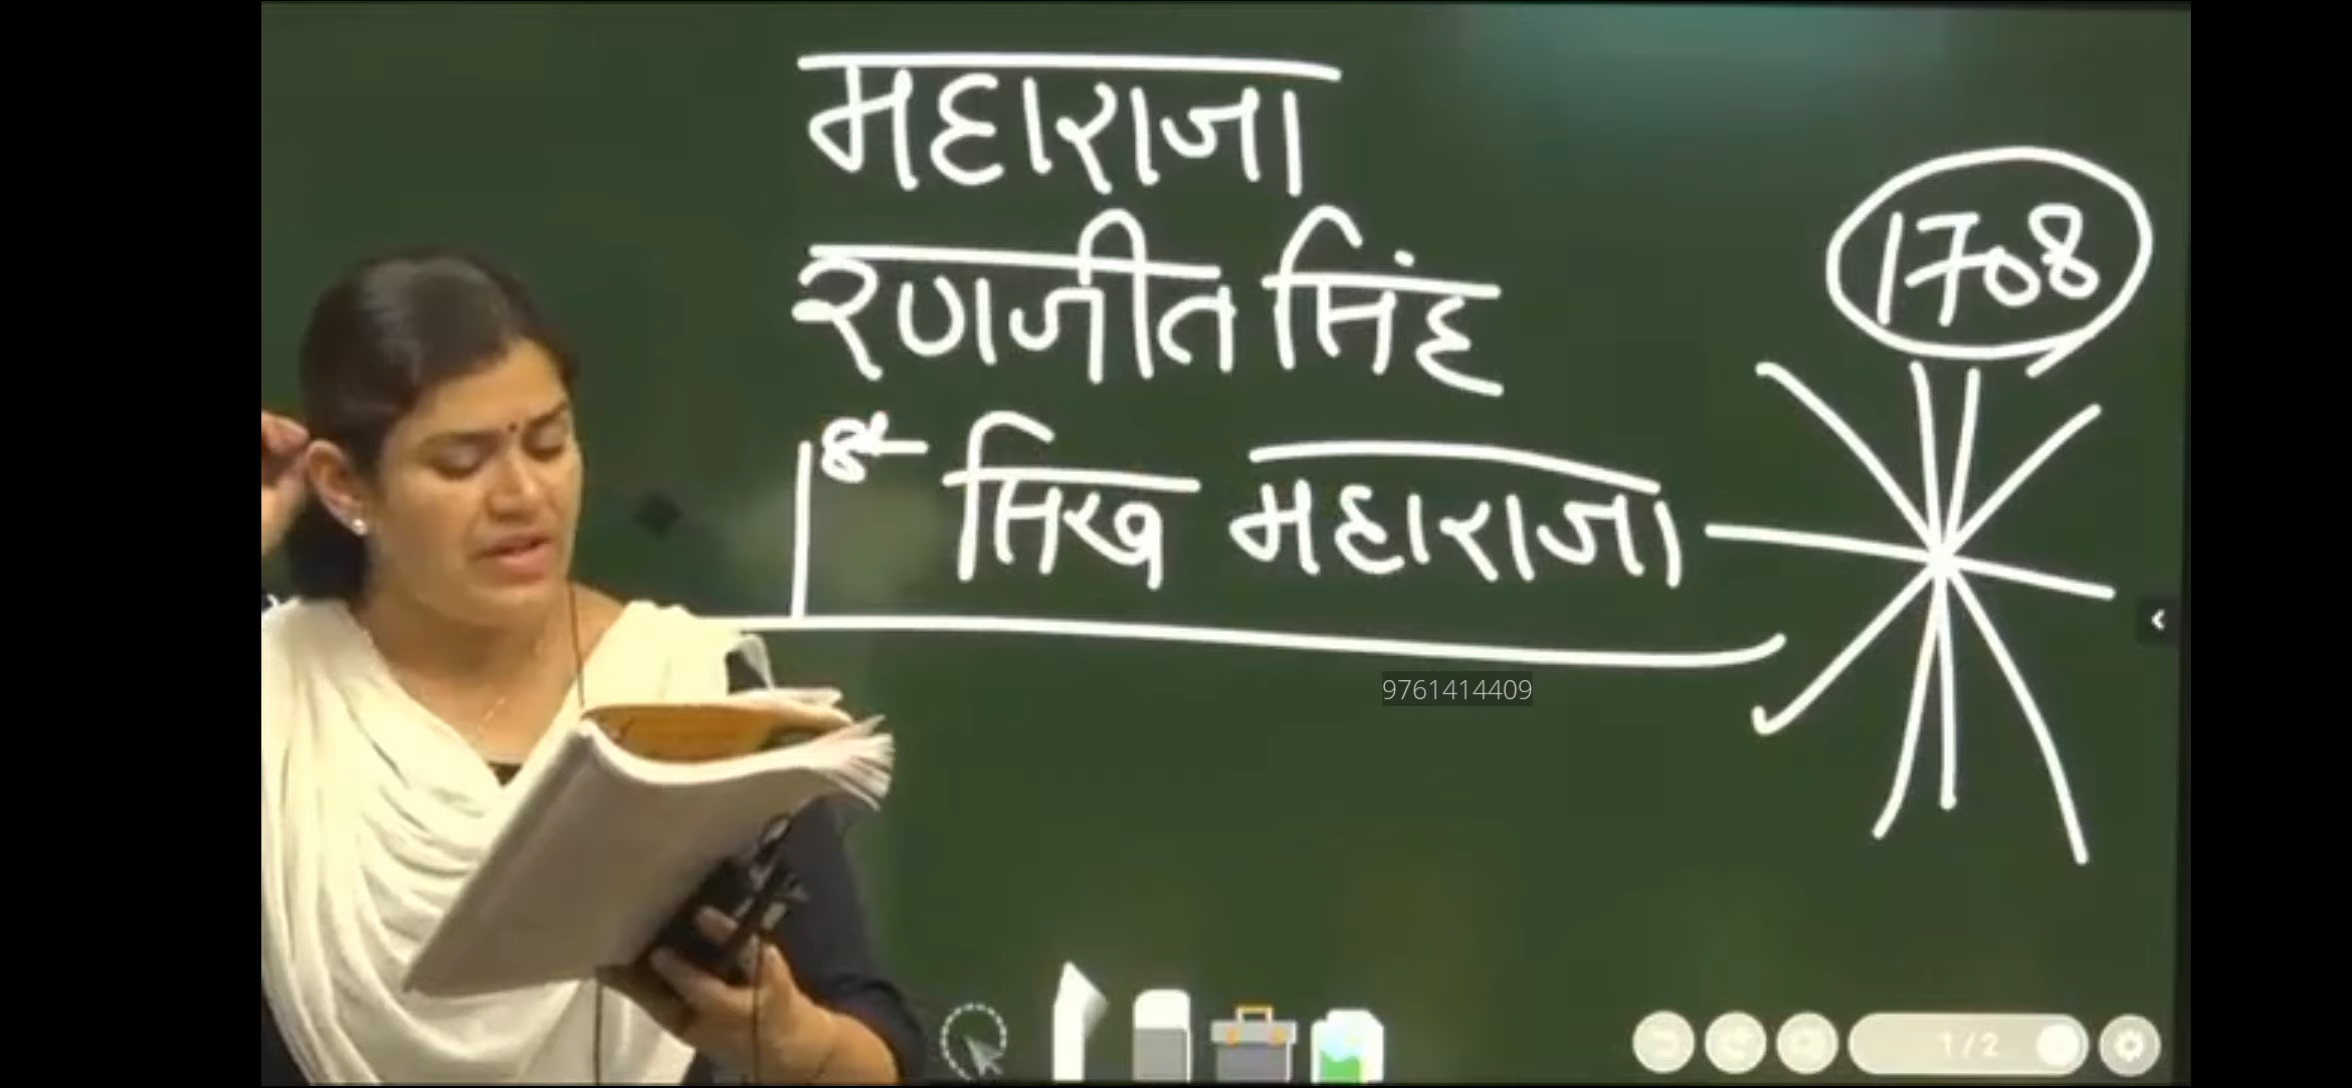 महाराजा
रणजीत सिंह
1708
सिख महाराजा
9761414409
1/2